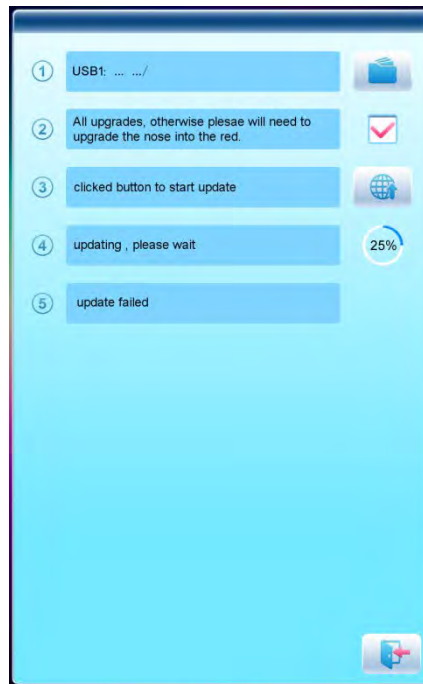 1
USB1: ... .../
2
All upgrades, otherwise plesae will need to
upgrade the nose into the red.
3
clicked button to start update
4
updating , please wait
25%
5
update failed